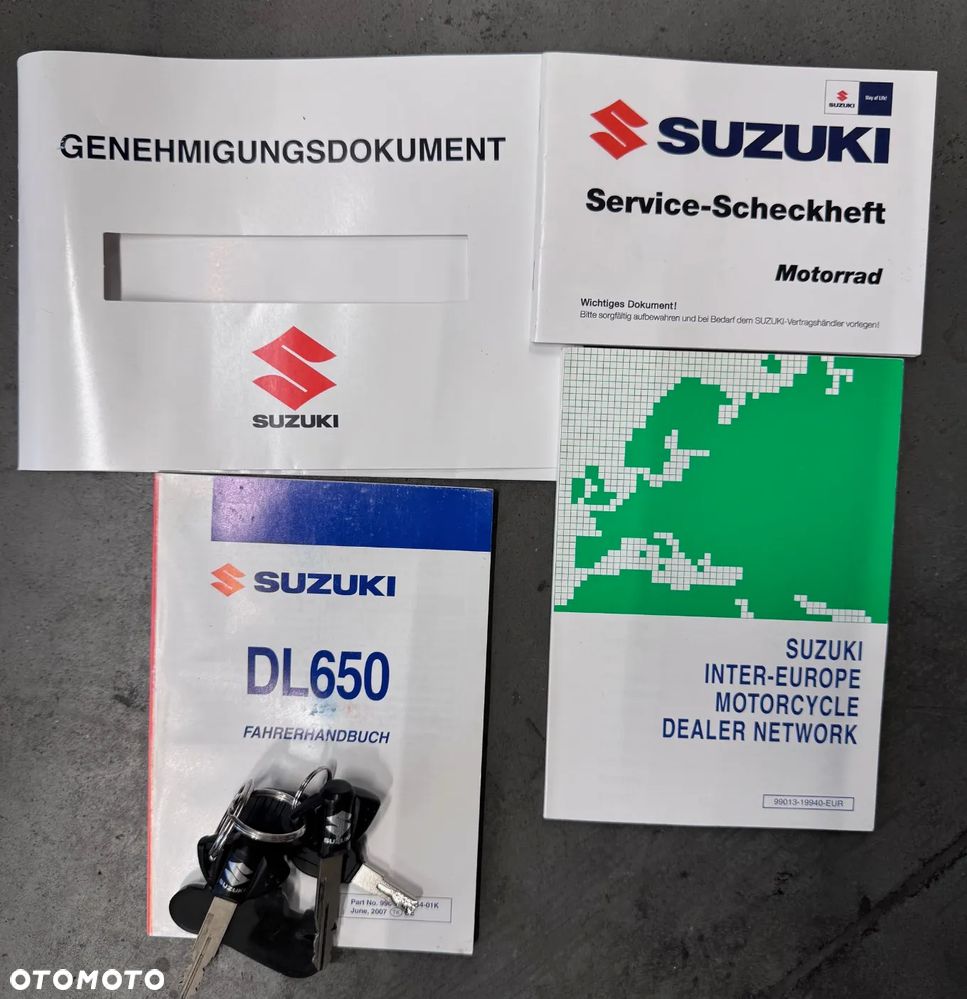 GENEHMIGUNGSDOKUMENT
SUZUKI
SUZUKI
Way of Life!
SUZUKI
Service-Scheckheft
Motorrad
Wichtiges Dokument!
Bitte sorgfältig aufbewahren und bei Bedarf dem SUZUKI-Vertragshändler vorlegen!
SUZUKI
DL650
FAHRERHANDBUCH
SUZUKI
SUZUKI
Part No.
June, 2007
SUZUKI
INTER-EUROPE
MOTORCYCLE
DEALER NETWORK
99013-19940-EUR
OTOMOTO